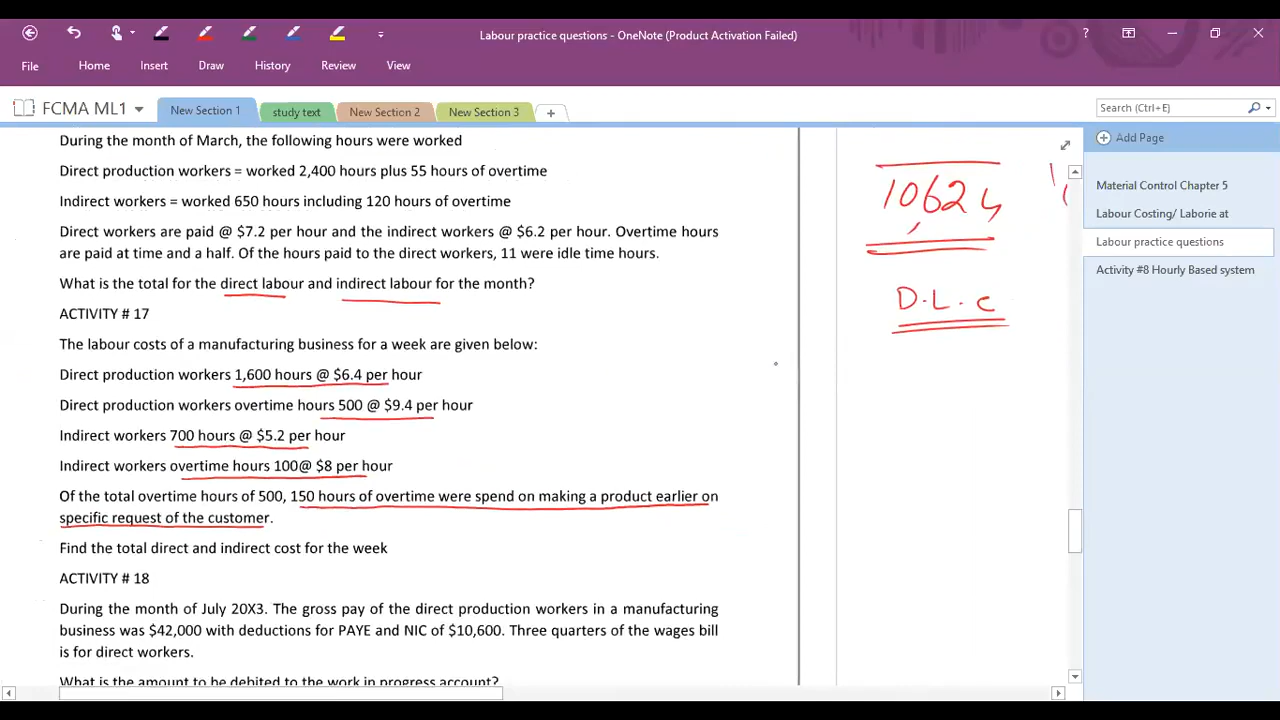 Labour practice questions - OneNote (Product Activation Failed)
?
File Home Insert Draw History Review View
FCMA ML1 New Section 1 study text New Section 2 New Section 3
Search (Ctrl+E)
Add Page
Material Control Chapter 5
Labour Costing/ Laborie at
Labour practice questions
Activity #8 Hourly Based system
During the month of March, the following hours were worked
Direct production workers = worked 2,400 hours plus 55 hours of overtime
Indirect workers = worked 650 hours including 120 hours of overtime
Direct workers are paid @ $7.2 per hour and the indirect workers @ $6.2 per hour. Overtime hours
are paid at time and a half. Of the hours paid to the direct workers, 11 were idle time hours.
What is the total for the direct labour and indirect labour for the month?
ACTIVITY # 17
The labour costs of a manufacturing business for a week are given below:
Direct production workers 1,600 hours @ $6.4 per hour
Direct production workers overtime hours 500 @ $9.4 per hour
Indirect workers 700 hours @ $5.2 per hour
Indirect workers overtime hours 100@ $8 per hour
Of the total overtime hours of 500, 150 hours of overtime were spend on making a product earlier on
specific request of the customer.
Find the total direct and indirect cost for the week
ACTIVITY # 18
During the month of July 20X3. The gross pay of the direct production workers in a manufacturing
business was $42,000 with deductions for PAYE and NIC of $10,600. Three quarters of the wages bill
is for direct workers.
What is the amount to be debited to the work in progress account?
D.L.C